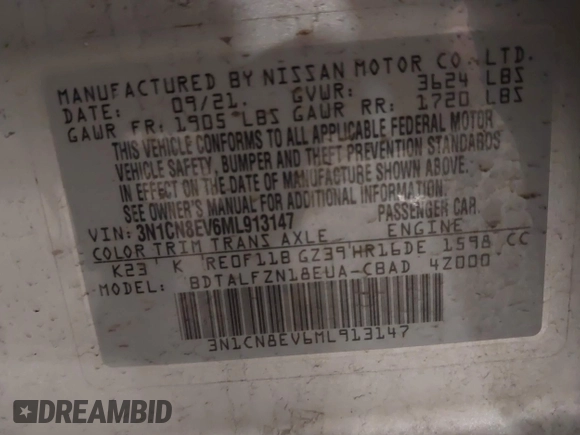 MANUFACTURED BY NISSAN MOTOR CO., LTD.
DATE: 09/21. GVWR: 3624 LBS
GAWR FR: 1905 LBS GAWR RR: 1720 LBS
THIS VEHICLE CONFORMS TO ALL APPLICABLE FEDERAL MOTOR
VEHICLE SAFETY, BUMPER AND THEFT PREVENTION STANDARDS
IN EFFECT ON THE DATE OF MANUFACTURE SHOWN ABOVE.
SEE OWNER'S MANUAL FOR ADDITIONAL INFORMATION.
VIN: 3N1CN8EV6ML913147 PASSENGER CAR.
COLOR TRIM TRANS AXLE ENGINE
K23 K RE0F11B GZ39 HR16DE 1598 CC
MODEL: BDTALFZN18EUA-CBAD 4Z000
3N1CN8EV6ML913147
DREAMBID